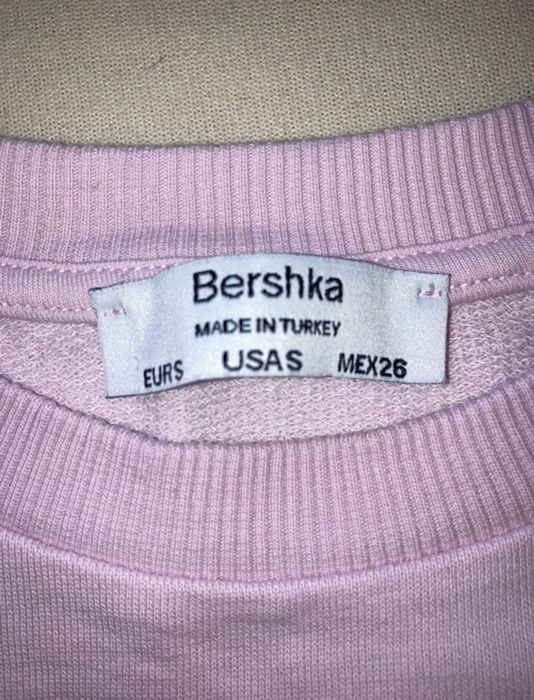 Bershka
MADE IN TURKEY
EUR S USA S MEX 26